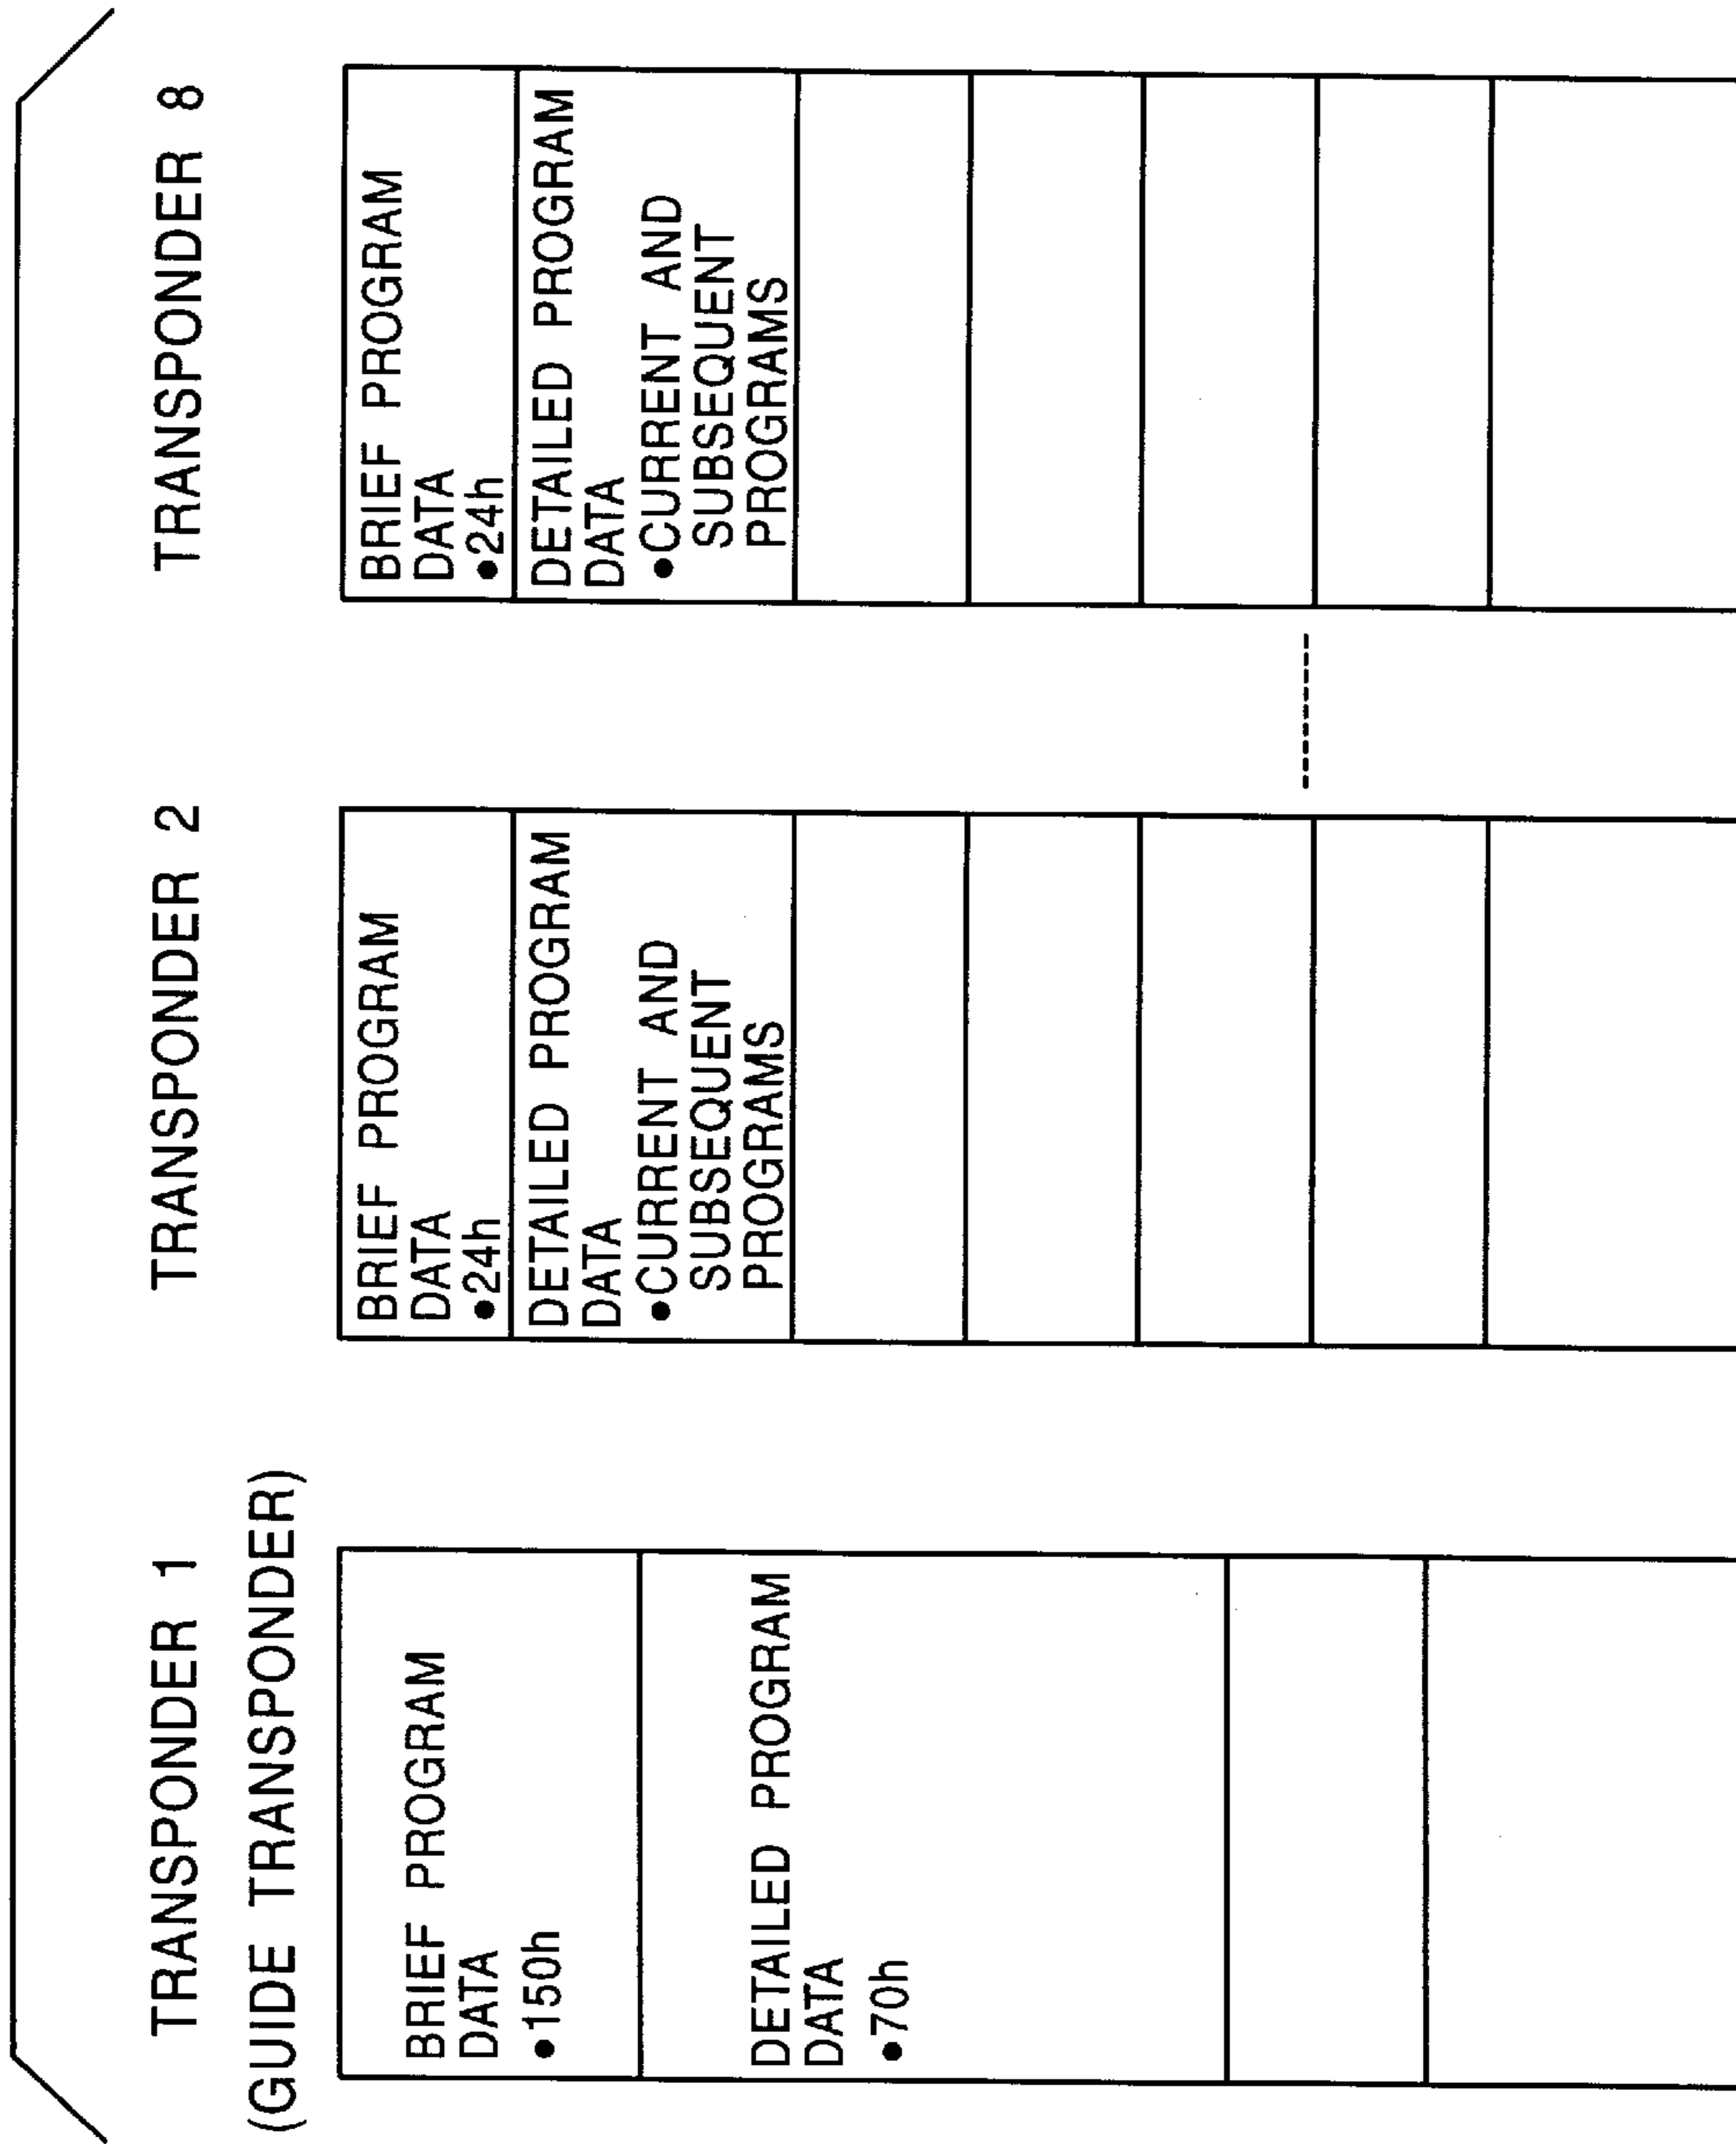 TRANSPONDER 1
(GUIDE TRANSPONDER)
BRIEF PROGRAM
DATA
•150h
DETAILED PROGRAM
DATA
•70h
TRANSPONDER 2
BRIEF PROGRAM
DATA
•24h
DETAILED PROGRAM
DATA
•CURRENT AND
SUBSEQUENT
PROGRAMS
TRANSPONDER 8
BRIEF PROGRAM
DATA
•24h
DETAILED PROGRAM
DATA
•CURRENT AND
SUBSEQUENT
PROGRAMS